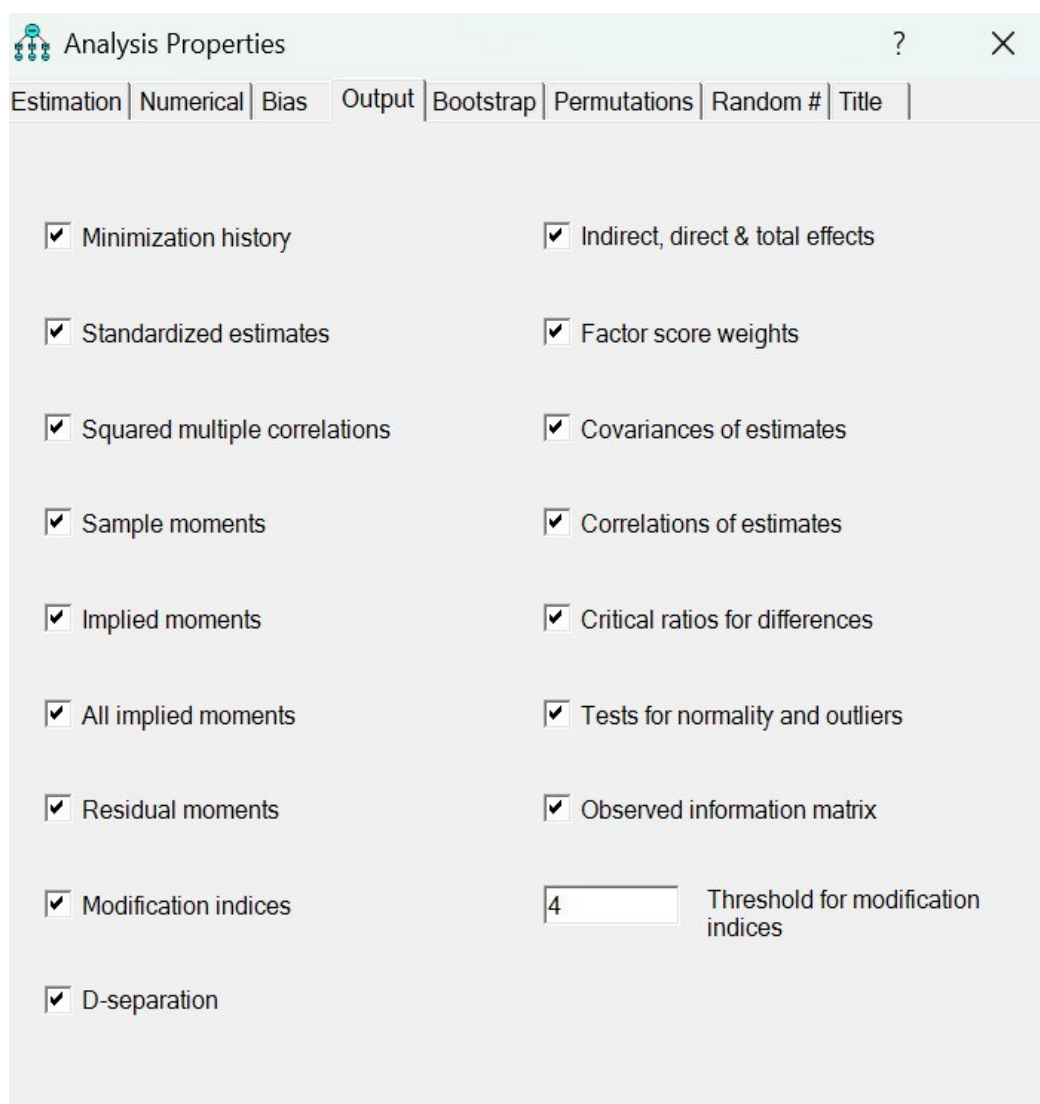 Analysis Properties ? ×
Estimation Numerical Bias Output Bootstrap Permutations Random # Title
Minimization history
Indirect, direct & total effects
Standardized estimates
Factor score weights
Squared multiple correlations
Covariances of estimates
Sample moments
Correlations of estimates
Implied moments
Critical ratios for differences
All implied moments
Tests for normality and outliers
Residual moments
Observed information matrix
Modification indices
4
Threshold for modification
indices
D-separation